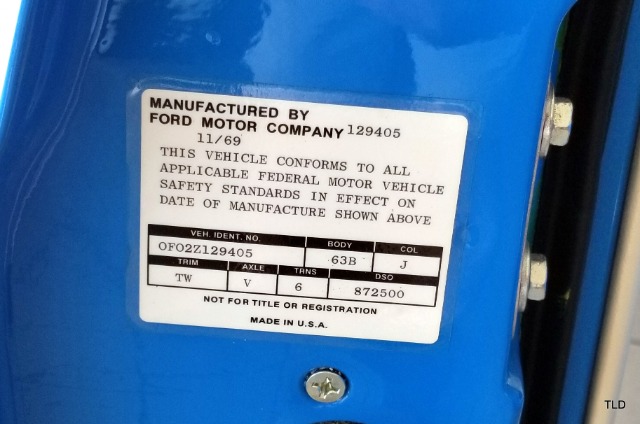 MANUFACTURED BY
FORD MOTOR COMPANY 129405
11/69
THIS VEHICLE CONFORMS TO ALL
APPLICABLE FEDERAL MOTOR VEHICLE
SAFETY STANDARDS IN EFFECT ON
DATE OF MANUFACTURE SHOWN ABOVE
VEH. IDENT. NO. BODY COL
0F02Z129405 63B J
TRIM AXLE TRNS DSO
TW V 6 872500
NOT FOR TITLE OR REGISTRATION
MADE IN U.S.A.
TLD